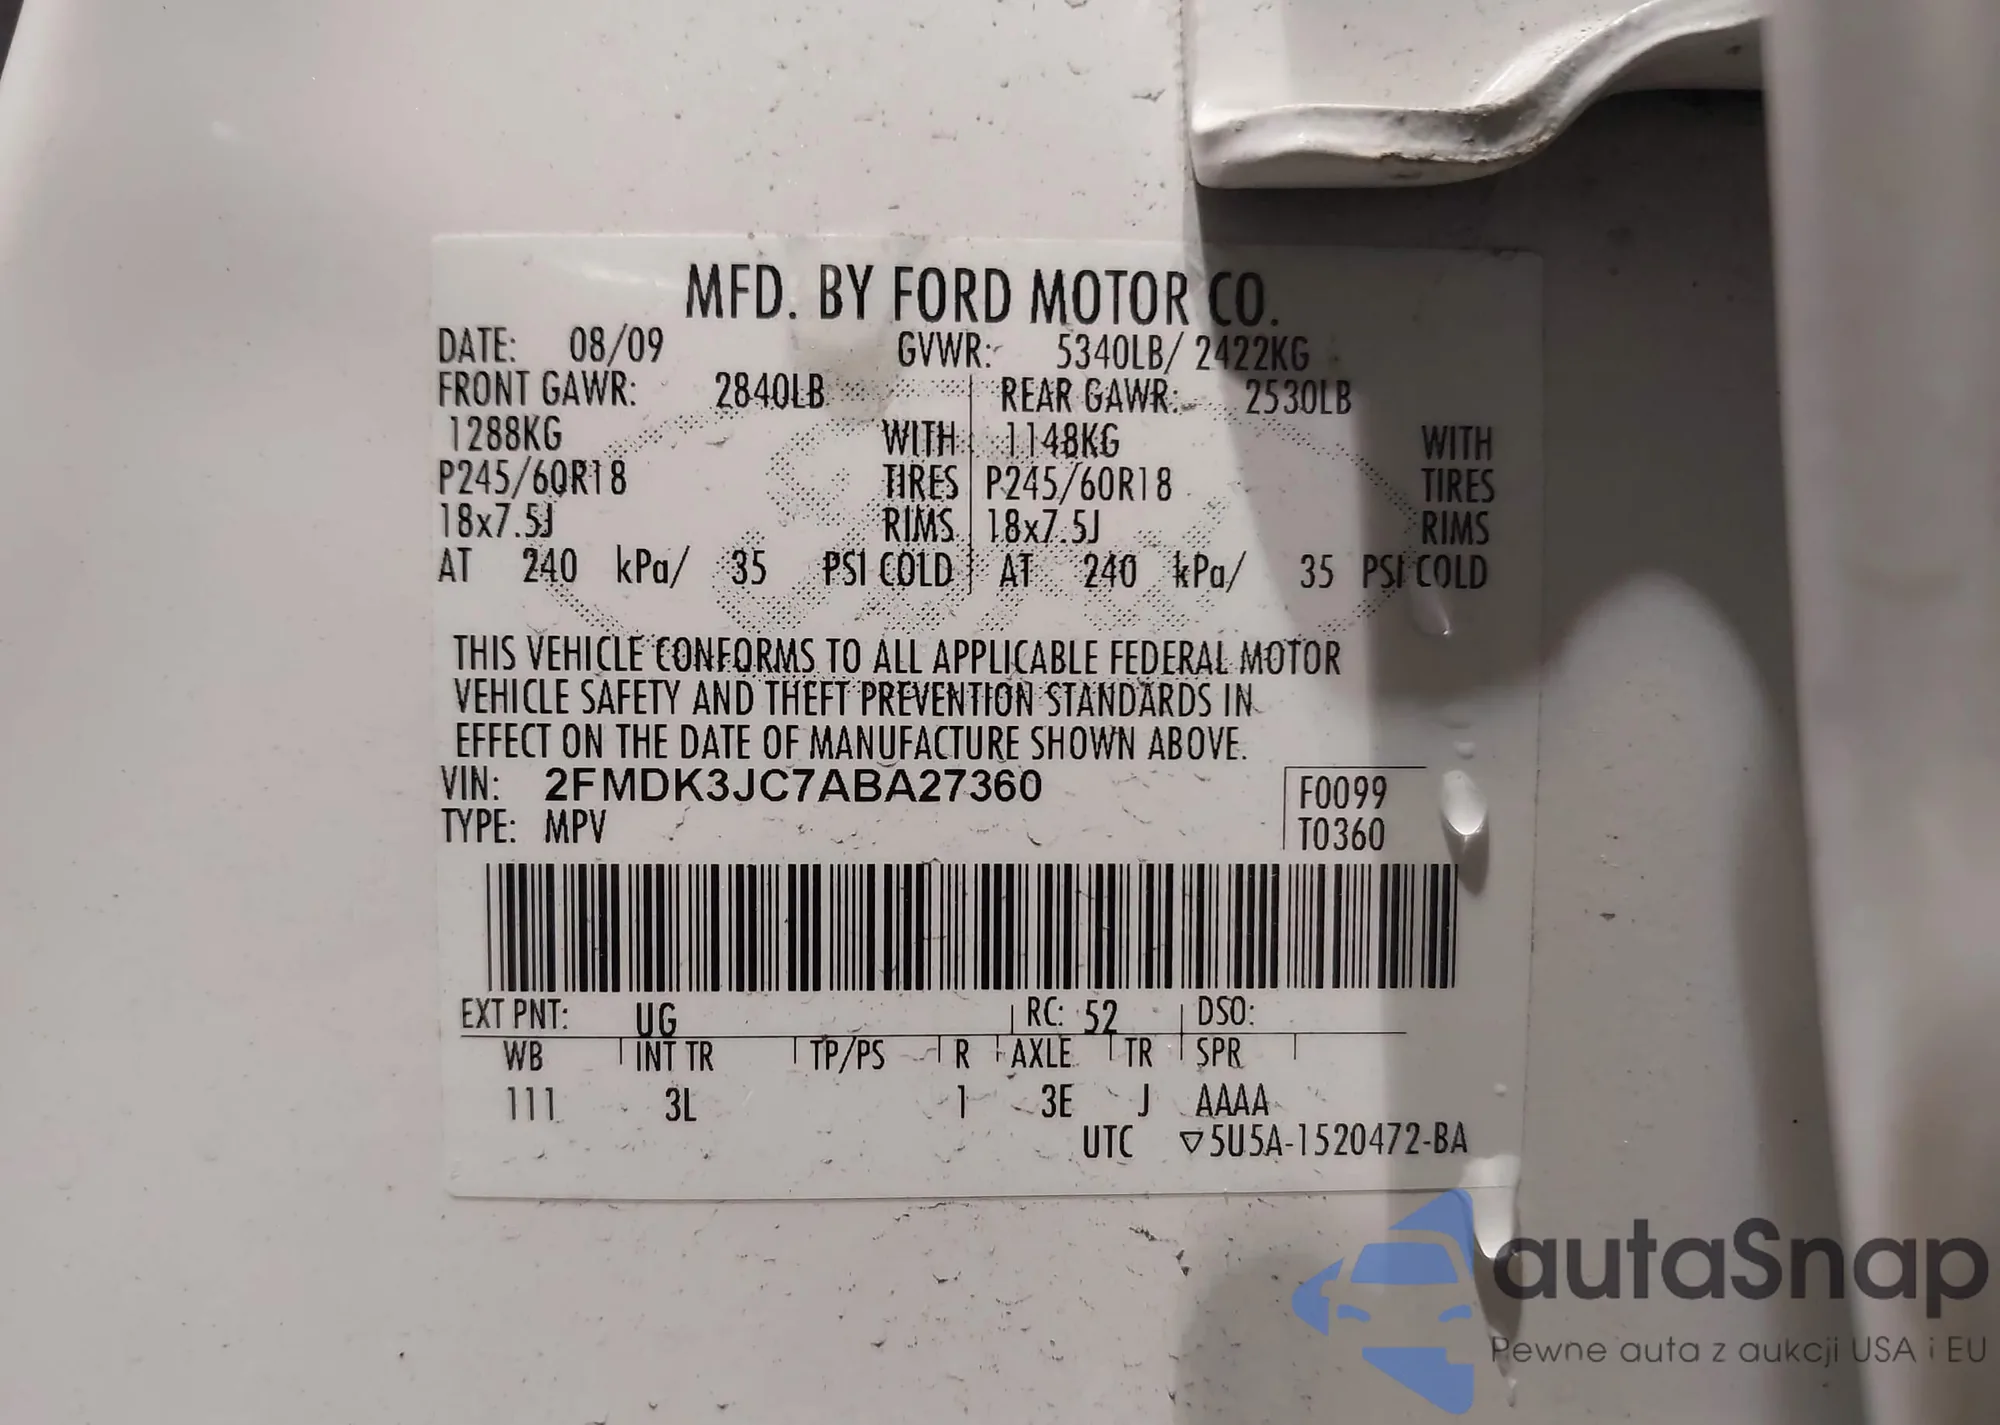 MFD. BY FORD MOTOR CO.
DATE: 08/09 GVWR: 5340LB/ 2422KG
FRONT GAWR: 2840LB REAR GAWR: 2530LB
1288KG WITH 1148KG WITH
P245/60R18 TIRES P245/60R18 TIRES
18x7.5J RIMS 18x7.5J RIMS
AT 240 kPa/ 35 PSI COLD AT 240 kPa/ 35 PSI COLD
THIS VEHICLE CONFORMS TO ALL APPLICABLE FEDERAL MOTOR
VEHICLE SAFETY AND THEFT PREVENTION STANDARDS IN
EFFECT ON THE DATE OF MANUFACTURE SHOWN ABOVE.
VIN: 2FMDK3JC7ABA27360 F0099
TYPE: MPV T0360
EXT PNT: UG RC: 52 DSO:
WB INT TR TP/PS R AXLE TR SPR
111 3L 1 3E J AAAA
UTC ▽5U5A-1520472-BA
autaSnap
Pewne auta z aukcji USA i EU